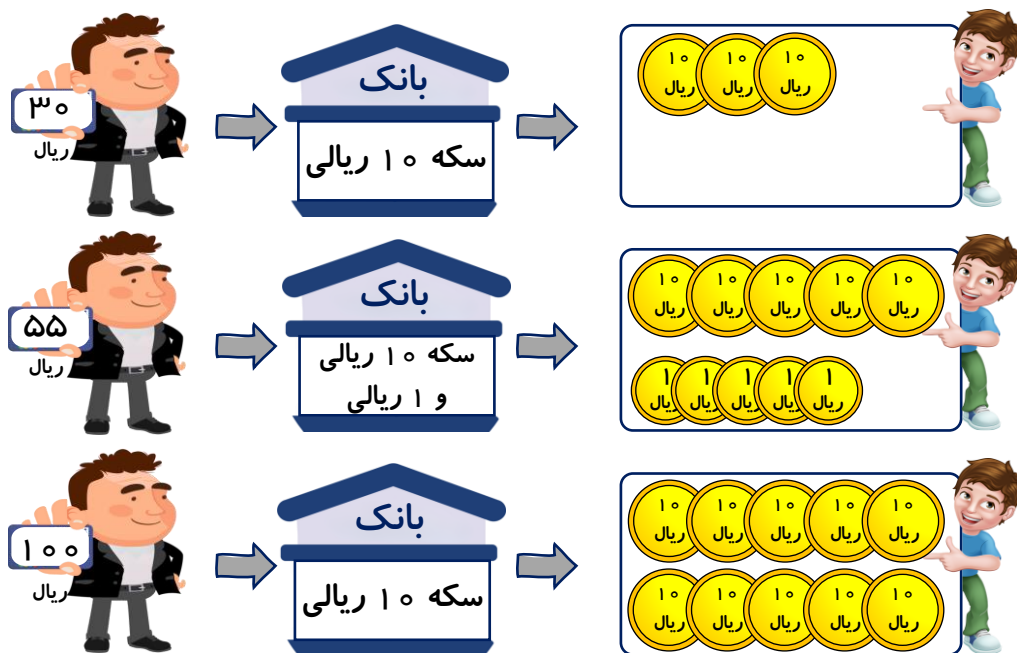 ۳۰
ریال
بانک
سکه ۱۰ ریالی
۱۰
ریال
۱۰
ریال
۱۰
ریال
۵۵
ریال
بانک
سکه ۱۰ ریالی
و ۱ ریالی
۱۰
ریال
۱۰
ریال
۱۰
ریال
۱۰
ریال
۱۰
ریال
۱
ریال
۱
ریال
۱
ریال
۱
ریال
۱
ریال
۱۰۰
ریال
بانک
سکه ۱۰ ریالی
۱۰
ریال
۱۰
ریال
۱۰
ریال
۱۰
ریال
۱۰
ریال
۱۰
ریال
۱۰
ریال
۱۰
ریال
۱۰
ریال
۱۰
ریال